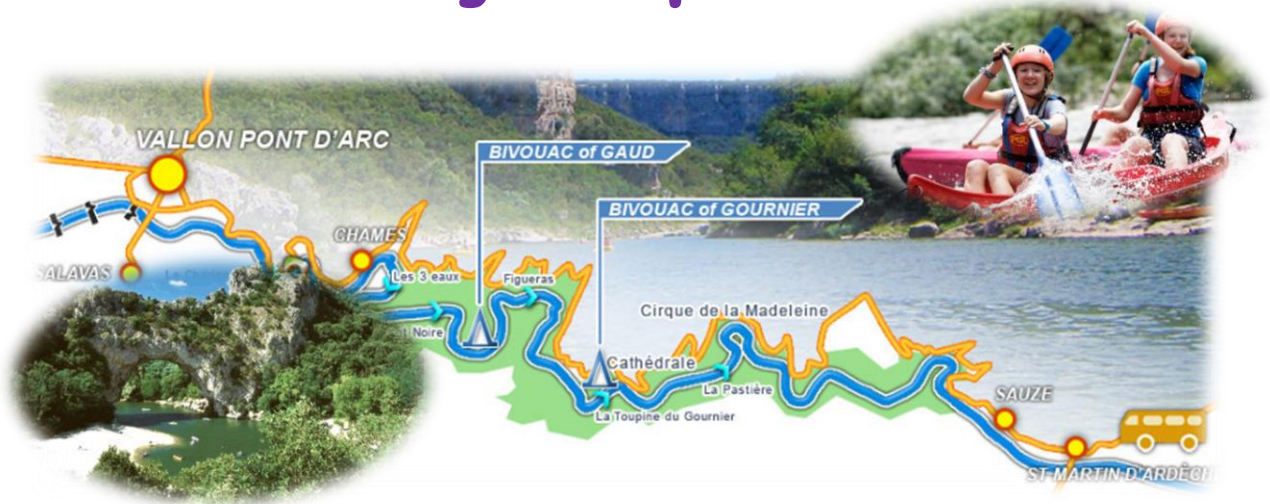 VALLON PONT D'ARC
BIVOUAC of GAUD
BIVOUAC of GOURNIER
CHAMES
SALAVAS
Les 3 eaux
Figueras
Noire
Cirque de la Madeleine
Cathédrale
La Pastière
La Toupine du Gournier
SAUZE
ST MARTIN D'ARDÈCH